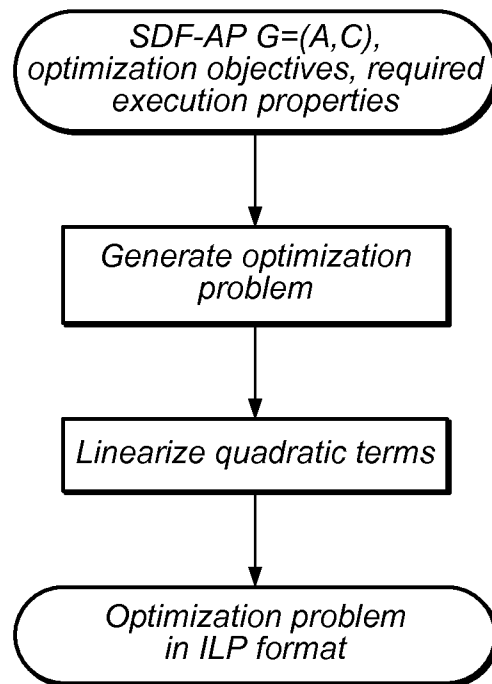 SDF-AP G=(A,C),
optimization objectives, required
execution properties
Generate optimization
problem
Linearize quadratic terms
Optimization problem
in ILP format